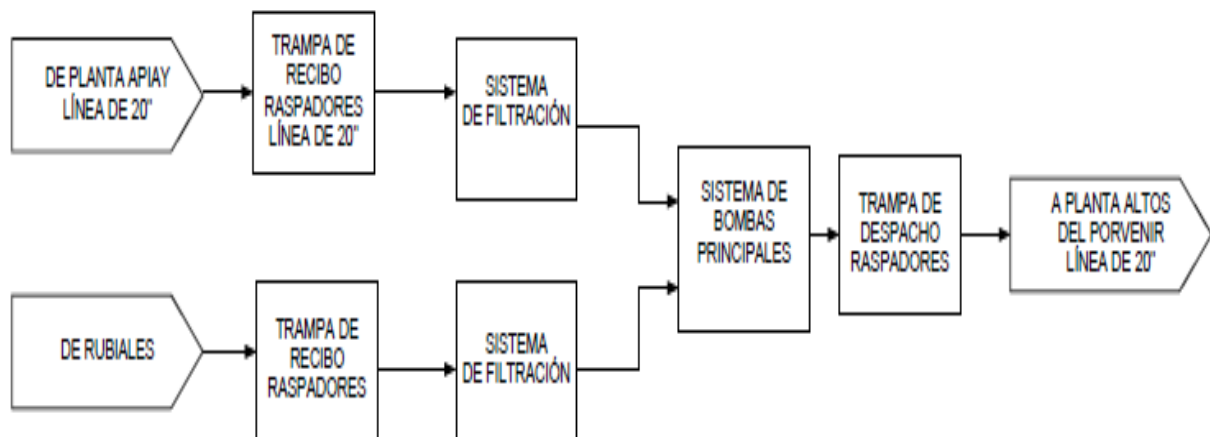 DE PLANTA APIAY
LÍNEA DE 20"
TRAMPA DE
RECIBO
RASPADORES
LÍNEA DE 20"
SISTEMA
DE FILTRACIÓN
SISTEMA DE
BOMBAS
PRINCIPALES
TRAMPA DE
DESPACHO
RASPADORES
A PLANTA ALTOS
DEL PORVENIR
LÍNEA DE 20"
DE RUBIALES
TRAMPA DE
RECIBO
RASPADORES
SISTEMA
DE FILTRACIÓN